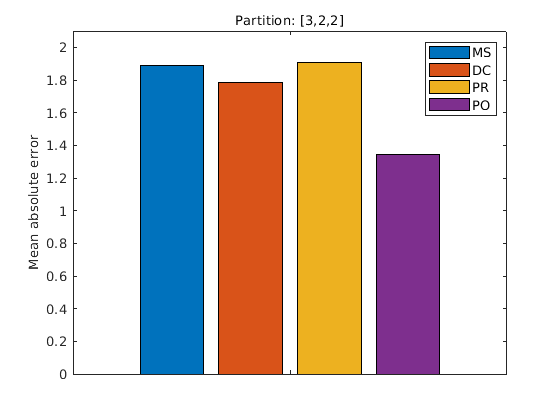 Partition: [3,2,2]
Mean absolute error
2
1.8
1.6
1.4
1.2
1
0.8
0.6
0.4
0.2
0
MS
DC
PR
PO